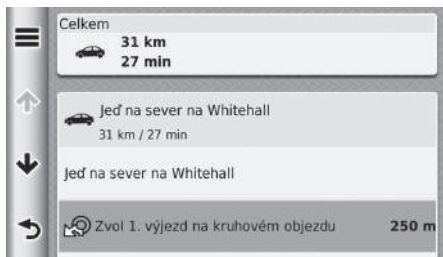 Celkem
31 km
27 min
Jeď na sever na Whitehall
31 km / 27 min
Jeď na sever na Whitehall
Zvol 1. výjezd na kruhovém objezdu 250 m